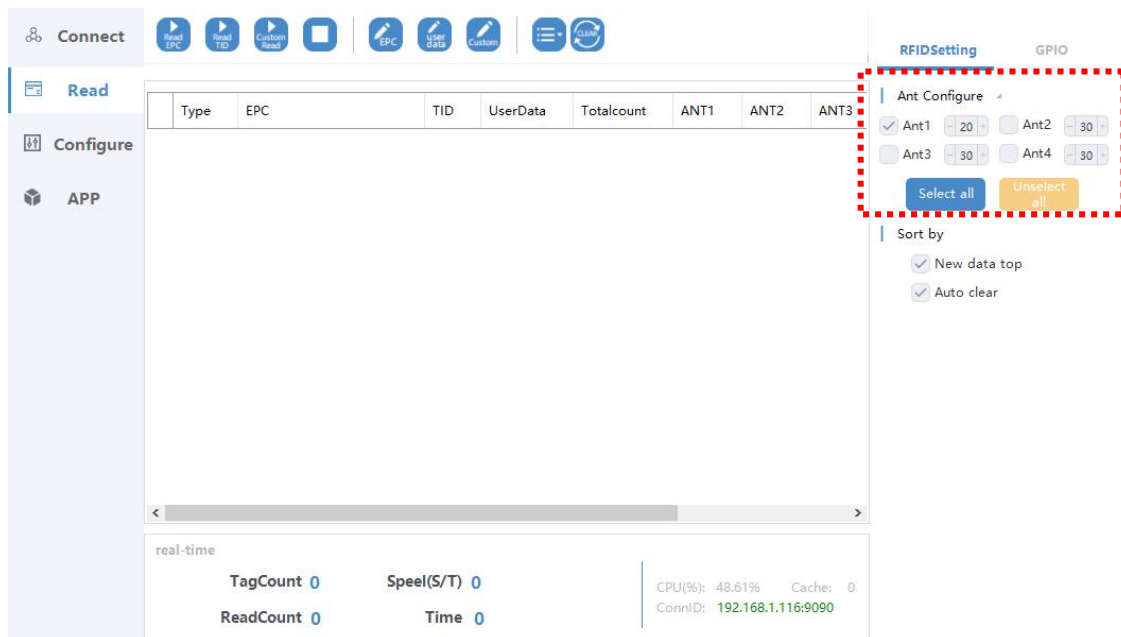 Connect
Read
Configure
APP
Read EPC
Read TID
Custom Read
EPC
user data
Custom
CLEAR
Type EPC TID UserData Totalcount ANT1 ANT2 ANT3
real-time
TagCount 0 Speel(S/T) 0
ReadCount 0 Time 0
CPU(%): 48.61% Cache: 0
ConnID: 192.168.1.116:9090
RFIDSetting GPIO
Ant Configure
Ant1 - 20 + Ant2 - 30 +
Ant3 - 30 + Ant4 - 30 +
Select all
Unselect
all
Sort by
New data top
Auto clear